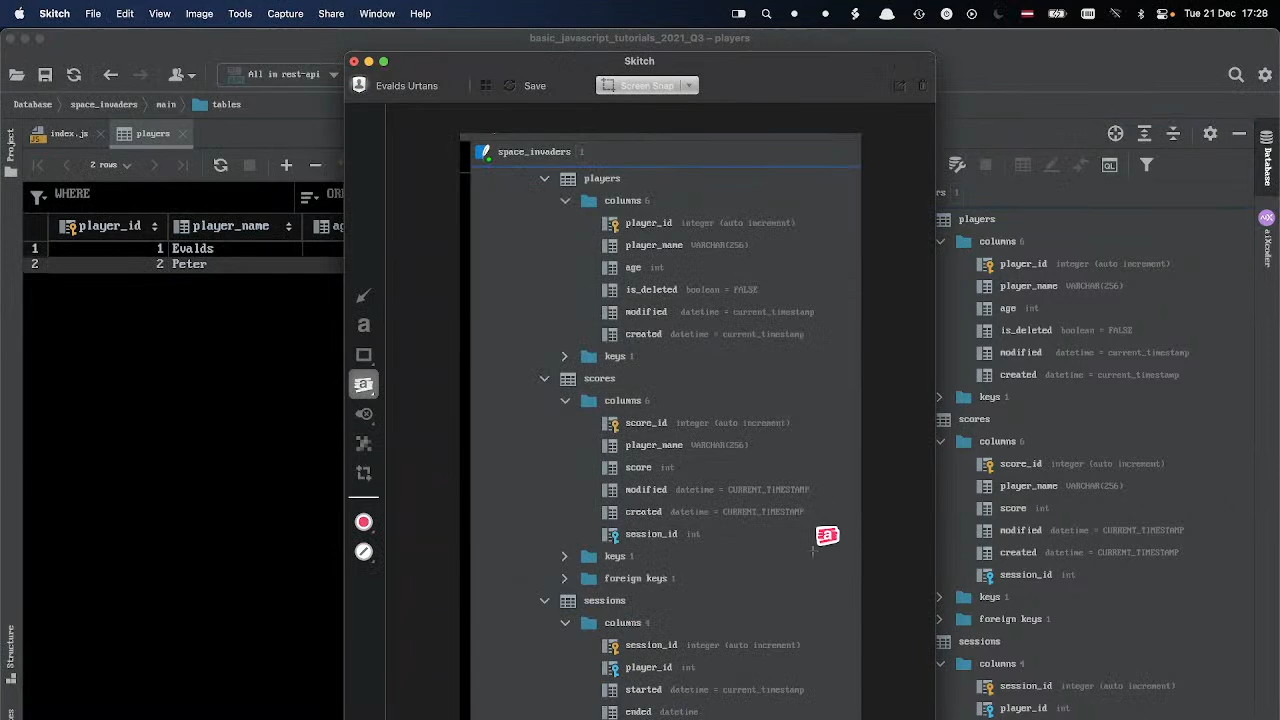 Skitch File Edit View Image Tools Capture Share Window Help Tue 21 Dec 17:28
basic_javascript_tutorials_2021_Q3 – players
Skitch
All in rest-api
Evalds Urtans Save Screen Snap
Database space_invaders main tables
index.js players
2 rows
WHERE
player_id player_name
1 1 Evalds
2 2 Peter
Project
Structure
space_invaders 1
players
columns 6
player_id integer (auto increment)
player_name VARCHAR(256)
age int
is_deleted boolean = FALSE
modified datetime = current_timestamp
created datetime = current_timestamp
keys 1
scores
columns 6
score_id integer (auto increment)
player_name VARCHAR(256)
score int
modified datetime = CURRENT_TIMESTAMP
created datetime = CURRENT_TIMESTAMP
session_id int
keys 1
foreign keys 1
sessions
columns 4
session_id integer (auto increment)
player_id int
started datetime = current_timestamp
ended datetime
a
a
a
QL
players
columns 6
player_id integer (auto increment)
player_name VARCHAR(256)
age int
is_deleted boolean = FALSE
modified datetime = current_timestamp
created datetime = current_timestamp
keys 1
scores
columns 6
score_id integer (auto increment)
player_name VARCHAR(256)
score int
modified datetime = CURRENT_TIMESTAMP
created datetime = CURRENT_TIMESTAMP
session_id int
keys 1
foreign keys 1
sessions
columns 4
session_id integer (auto increment)
player_id int
Database
aiXcoder